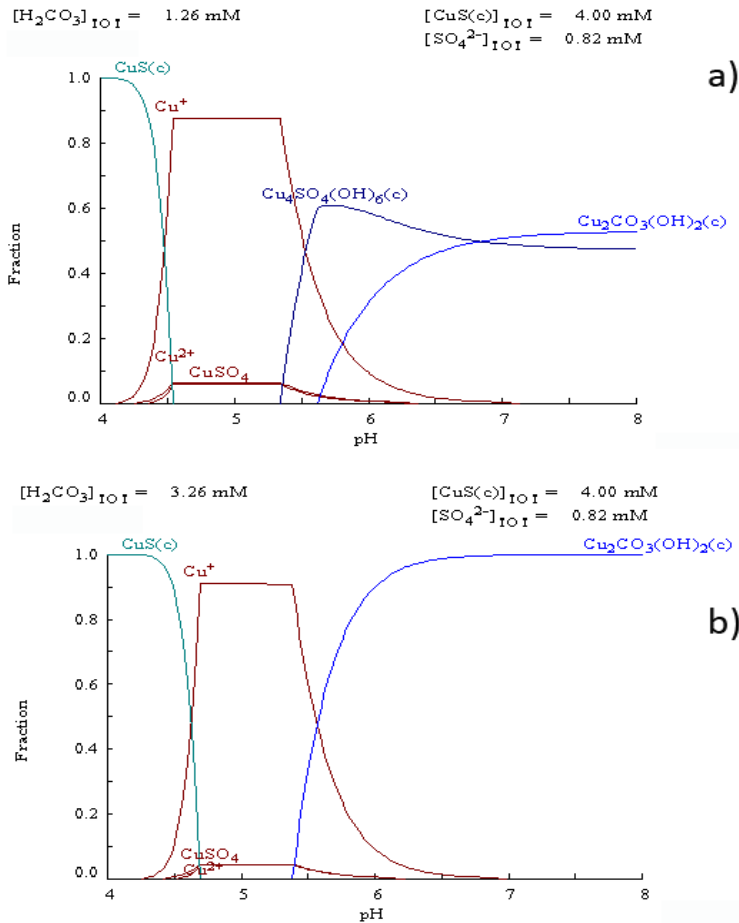 [H₂CO₃]TOT = 1.26 mM
[CuS(c)]TOT = 4.00 mM
[SO₄²⁻]TOT = 0.82 mM
a)
CuS(c)
1.0
Cu⁺
0.8
Cu₄SO₄(OH)₆(c)
0.6
Cu₂CO₃(OH)₂(c)
Fraction
0.4
0.2
Cu²⁺
CuSO₄
0.0
4 5 6 7 8
pH
[H₂CO₃]TOT = 3.26 mM
[CuS(c)]TOT = 4.00 mM
[SO₄²⁻]TOT = 0.82 mM
CuS(c)
Cu₂CO₃(OH)₂(c)
1.0
Cu⁺
b)
0.8
0.6
Fraction
0.4
0.2
CuSO₄
Cu²⁺
0.0
4 5 6 7 8
pH